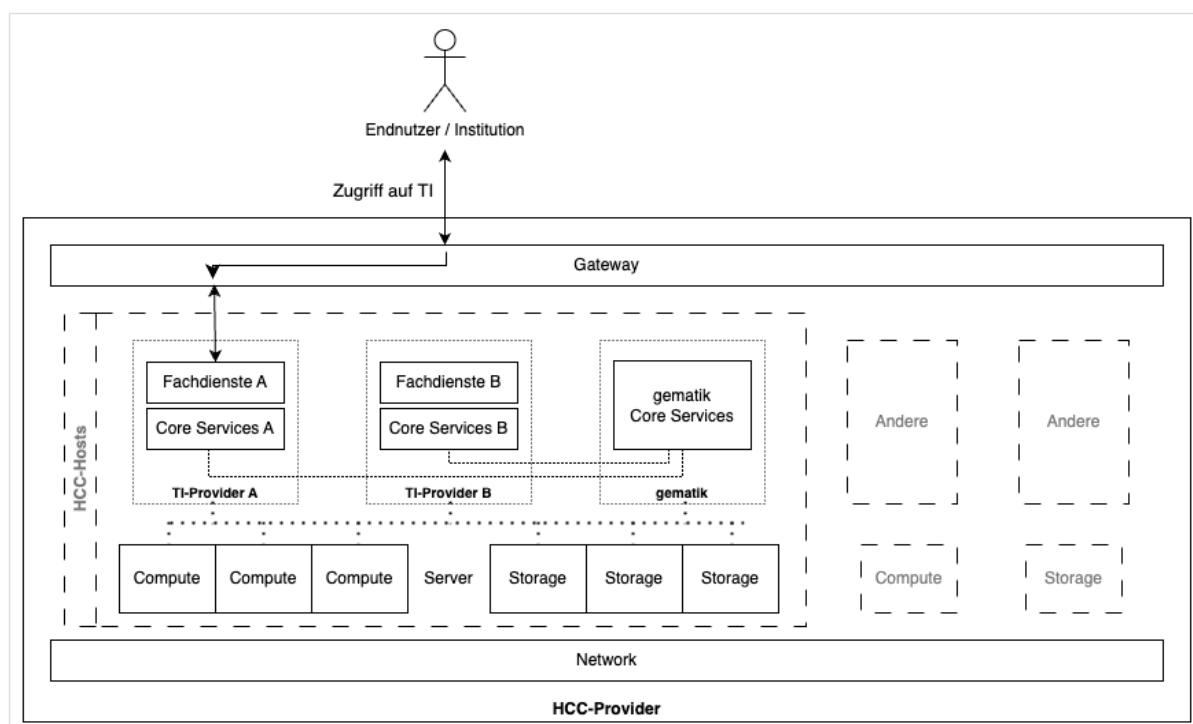 Endnutzer / Institution
Zugriff auf TI
Gateway
HCC-Hosts
Fachdienste A
Core Services A
TI-Provider A
Fachdienste B
Core Services B
TI-Provider B
gematik
Core Services
gematik
Andere
Andere
Compute
Compute
Compute
Server
Storage
Storage
Storage
Compute
Storage
Network
HCC-Provider